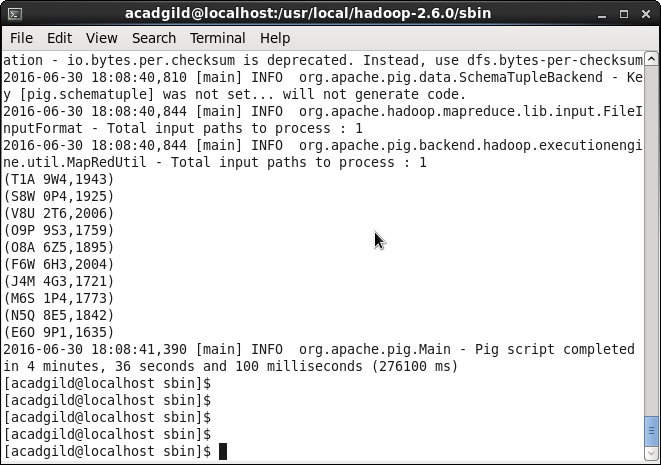 acadgild@localhost:/usr/local/hadoop-2.6.0/sbin
File Edit View Search Terminal Help
ation - io.bytes.per.checksum is deprecated. Instead, use dfs.bytes-per-checksum
2016-06-30 18:08:40,810 [main] INFO  org.apache.pig.data.SchemaTupleBackend - Ke
y [pig.schematuple] was not set... will not generate code.
2016-06-30 18:08:40,844 [main] INFO  org.apache.hadoop.mapreduce.lib.input.FileI
nputFormat - Total input paths to process : 1
2016-06-30 18:08:40,844 [main] INFO  org.apache.pig.backend.hadoop.executionengi
ne.util.MapRedUtil - Total input paths to process : 1
(T1A 9W4,1943)
(S8W 0P4,1925)
(V8U 2T6,2006)
(O9P 9S3,1759)
(O8A 6Z5,1895)
(F6W 6H3,2004)
(J4M 4G3,1721)
(M6S 1P4,1773)
(N5Q 8E5,1842)
(E6O 9P1,1635)
2016-06-30 18:08:41,390 [main] INFO  org.apache.pig.Main - Pig script completed
in 4 minutes, 36 seconds and 100 milliseconds (276100 ms)
[acadgild@localhost sbin]$
[acadgild@localhost sbin]$
[acadgild@localhost sbin]$
[acadgild@localhost sbin]$
[acadgild@localhost sbin]$